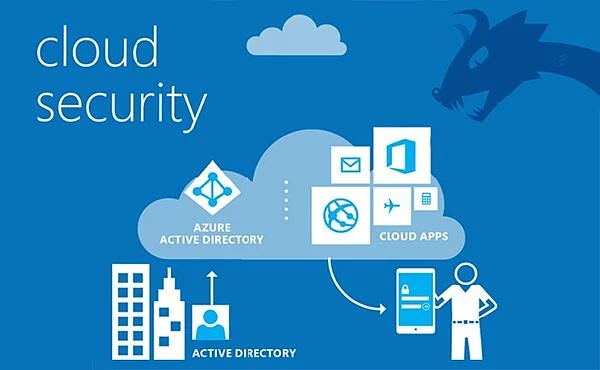 cloud
security
AZURE
ACTIVE DIRECTORY
CLOUD APPS
ACTIVE DIRECTORY